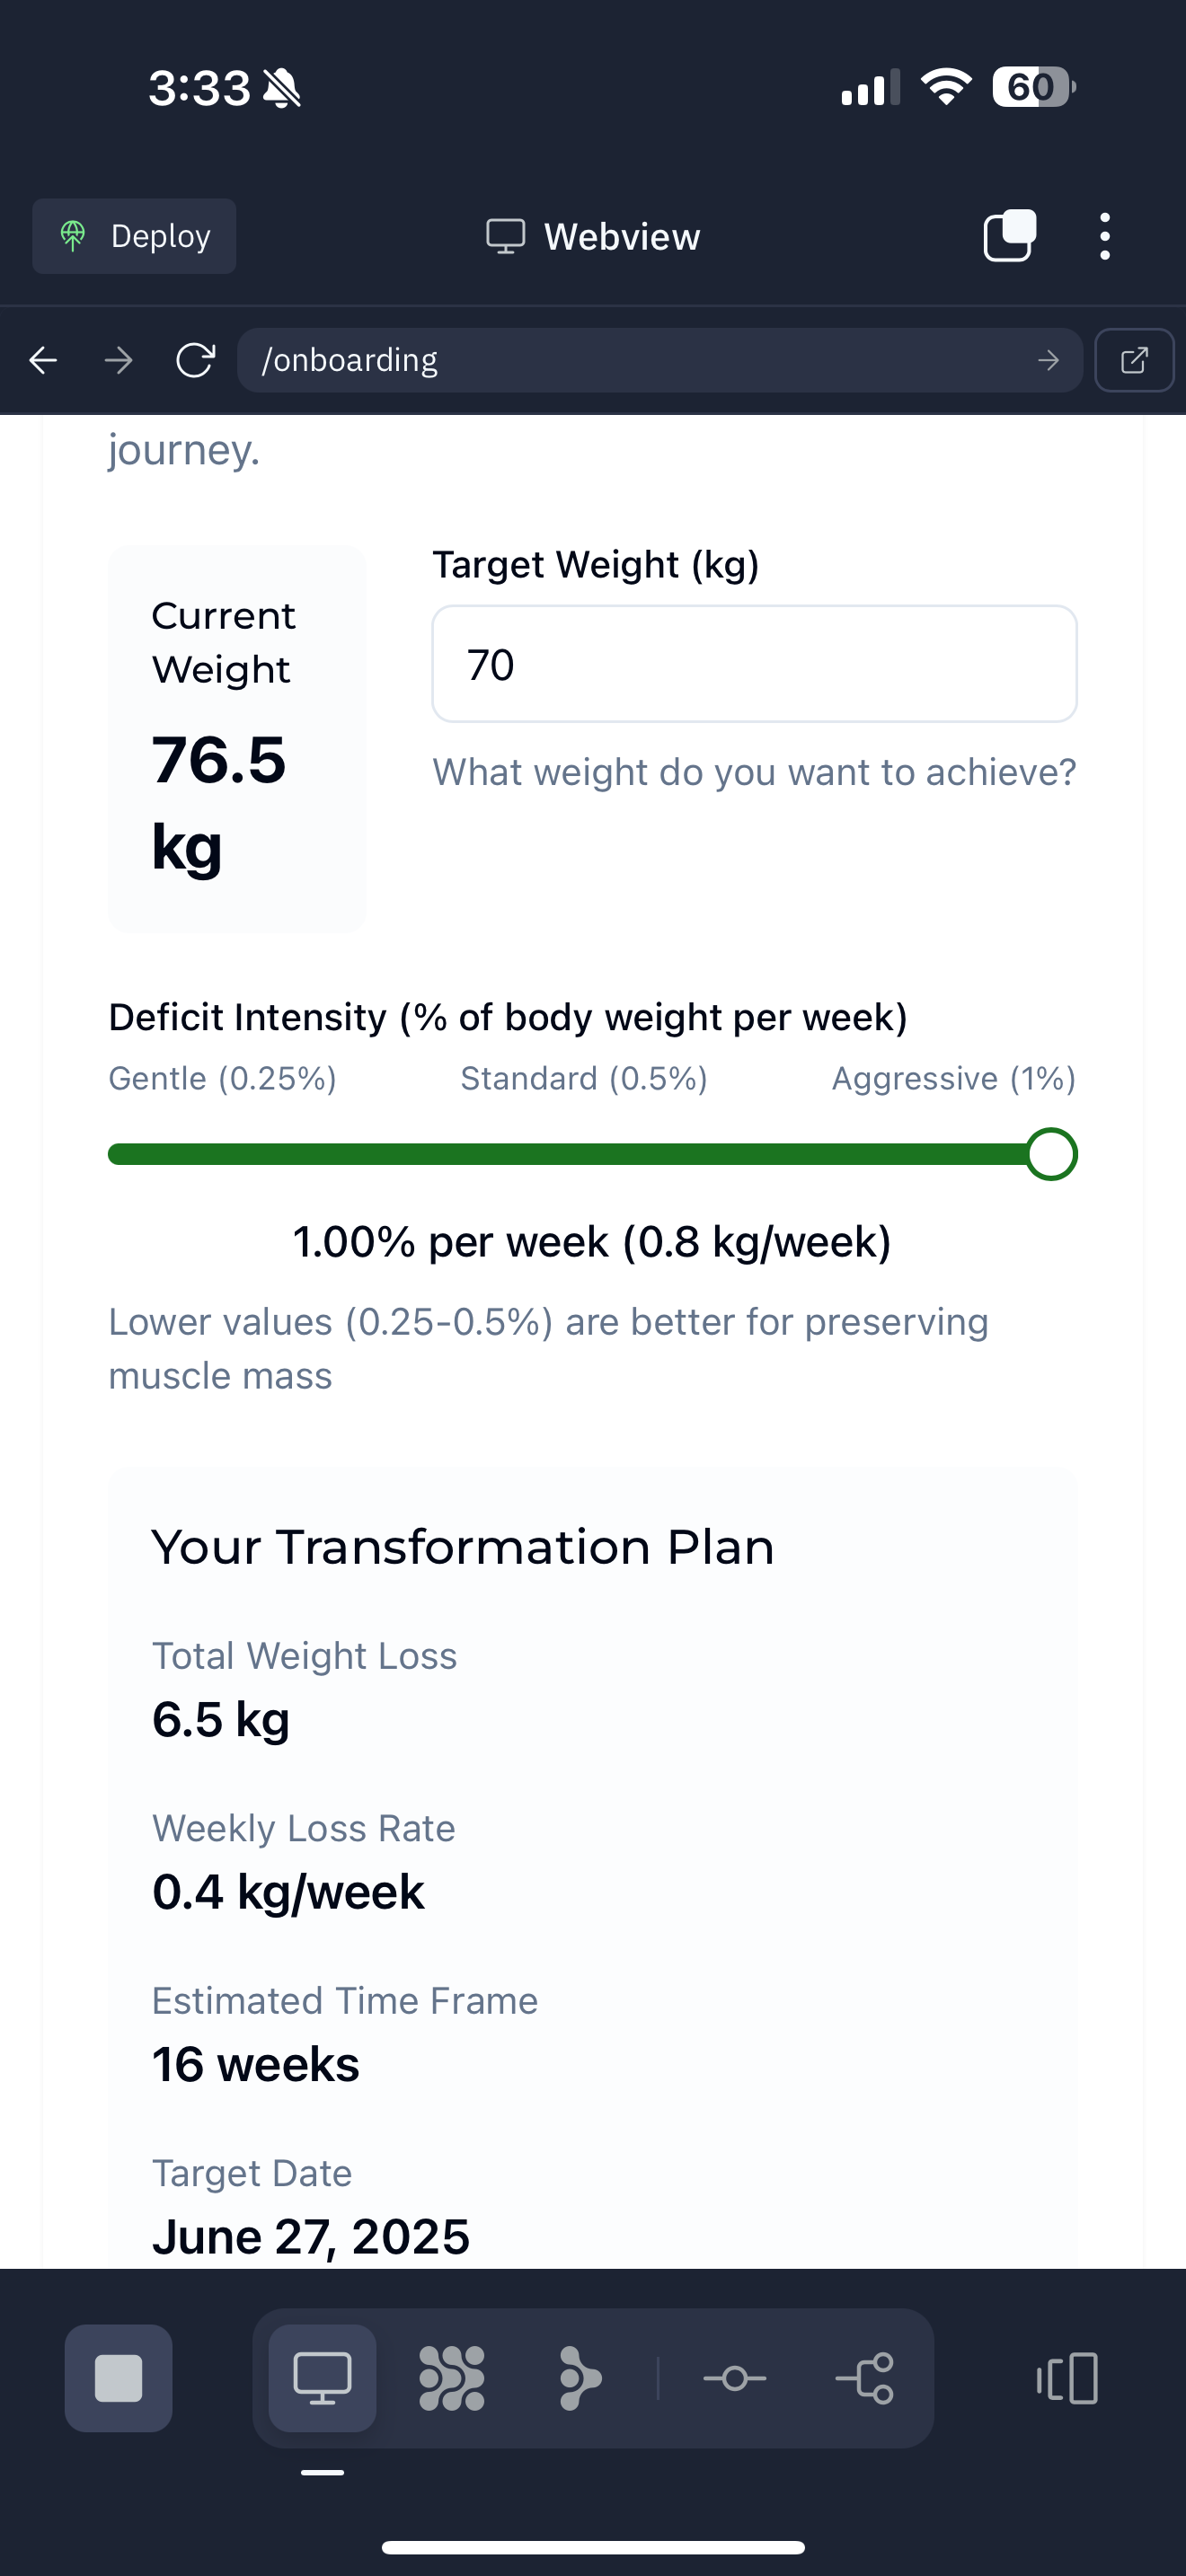 3:33
60
Deploy
Webview
/onboarding
journey.
Current
Weight
76.5
kg
Target Weight (kg)
70
What weight do you want to achieve?
Deficit Intensity (% of body weight per week)
Gentle (0.25%) Standard (0.5%) Aggressive (1%)
1.00% per week (0.8 kg/week)
Lower values (0.25-0.5%) are better for preserving
muscle mass
Your Transformation Plan
Total Weight Loss
6.5 kg
Weekly Loss Rate
0.4 kg/week
Estimated Time Frame
16 weeks
Target Date
June 27, 2025